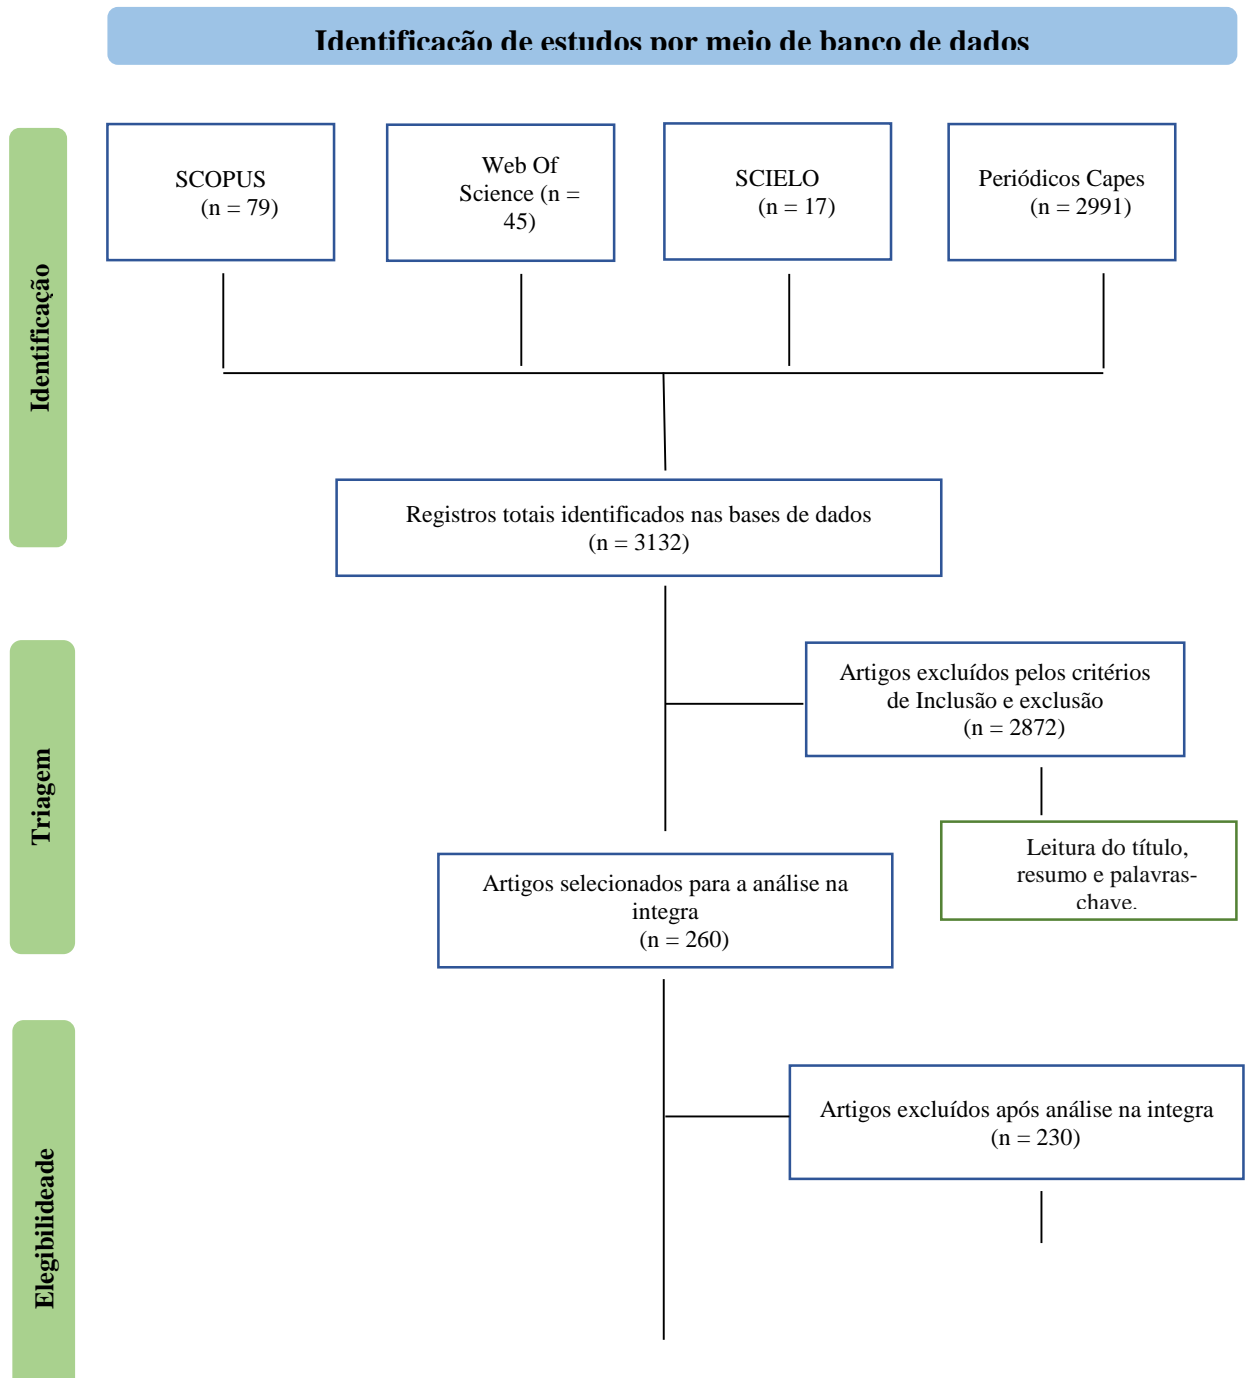 Identificação de estudos por meio de banco de dados
Identificação
SCOPUS
(n = 79)
Web Of
Science (n =
45)
SCIELO
(n = 17)
Periódicos Capes
(n = 2991)
Registros totais identificados nas bases de dados
(n = 3132)
Triagem
Artigos excluídos pelos critérios
de Inclusão e exclusão
(n = 2872)
Leitura do título,
resumo e palavras-
chave.
Artigos selecionados para a análise na
integra
(n = 260)
Elegibilideade
Artigos excluídos após análise na integra
(n = 230)